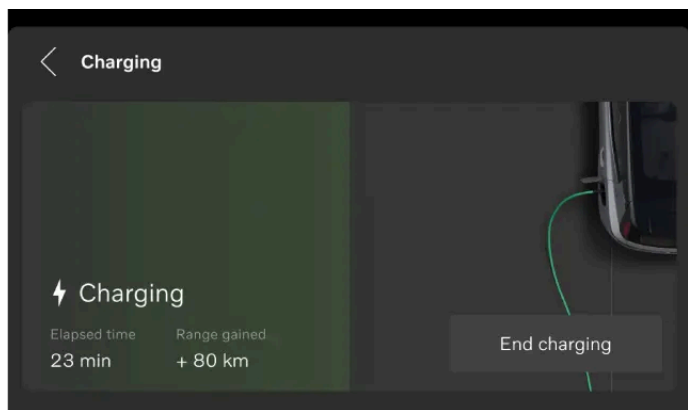 Charging
Charging
Elapsed time Range gained
23 min + 80 km
End charging